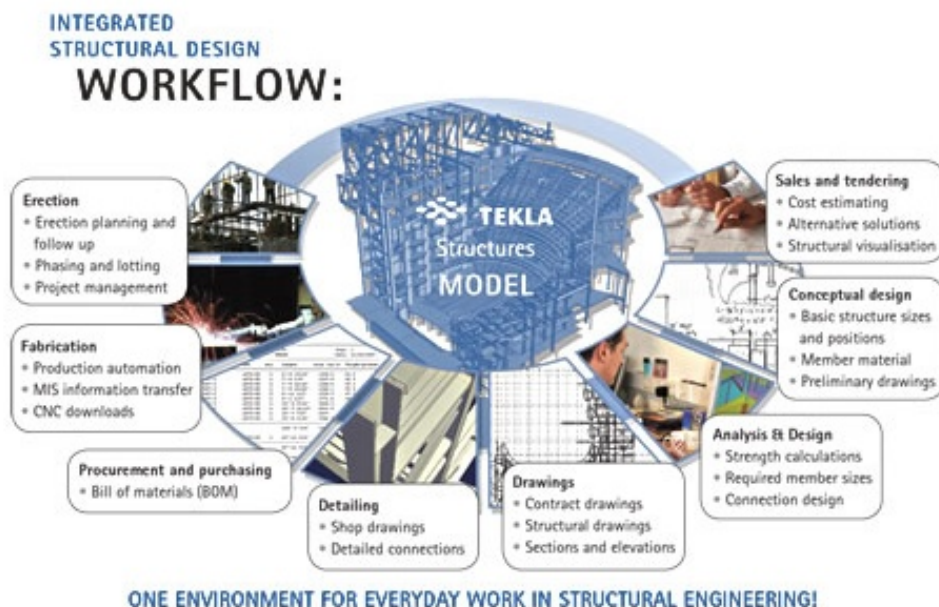 INTEGRATED
STRUCTURAL DESIGN
WORKFLOW:
TEKLA
Structures
MODEL
Sales and tendering
• Cost estimating
• Alternative solutions
• Structural visualisation
Conceptual design
• Basic structure sizes
and positions
• Member material
• Preliminary drawings
Analysis & Design
• Strength calculations
• Required member sizes
• Connection design
Drawings
• Contract drawings
• Structural drawings
• Sections and elevations
Detailing
• Shop drawings
• Detailed connections
Procurement and purchasing
• Bill of materials (BOM)
Fabrication
• Production automation
• MIS information transfer
• CNC downloads
Erection
• Erection planning and
follow up
• Phasing and lotting
• Project management
ONE ENVIRONMENT FOR EVERYDAY WORK IN STRUCTURAL ENGINEERING!